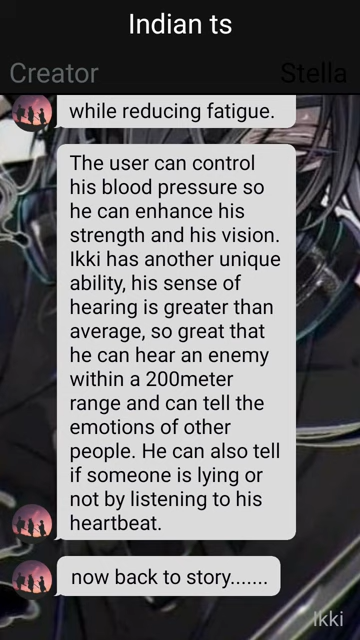 Indian ts
Creator Stella
while reducing fatigue.
The user can control
his blood pressure so
he can enhance his
strength and his vision.
Ikki has another unique
ability, his sense of
hearing is greater than
average, so great that
he can hear an enemy
within a 200meter
range and can tell the
emotions of other
people. He can also tell
if someone is lying or
not by listening to his
heartbeat.
now back to story.......
Ikki